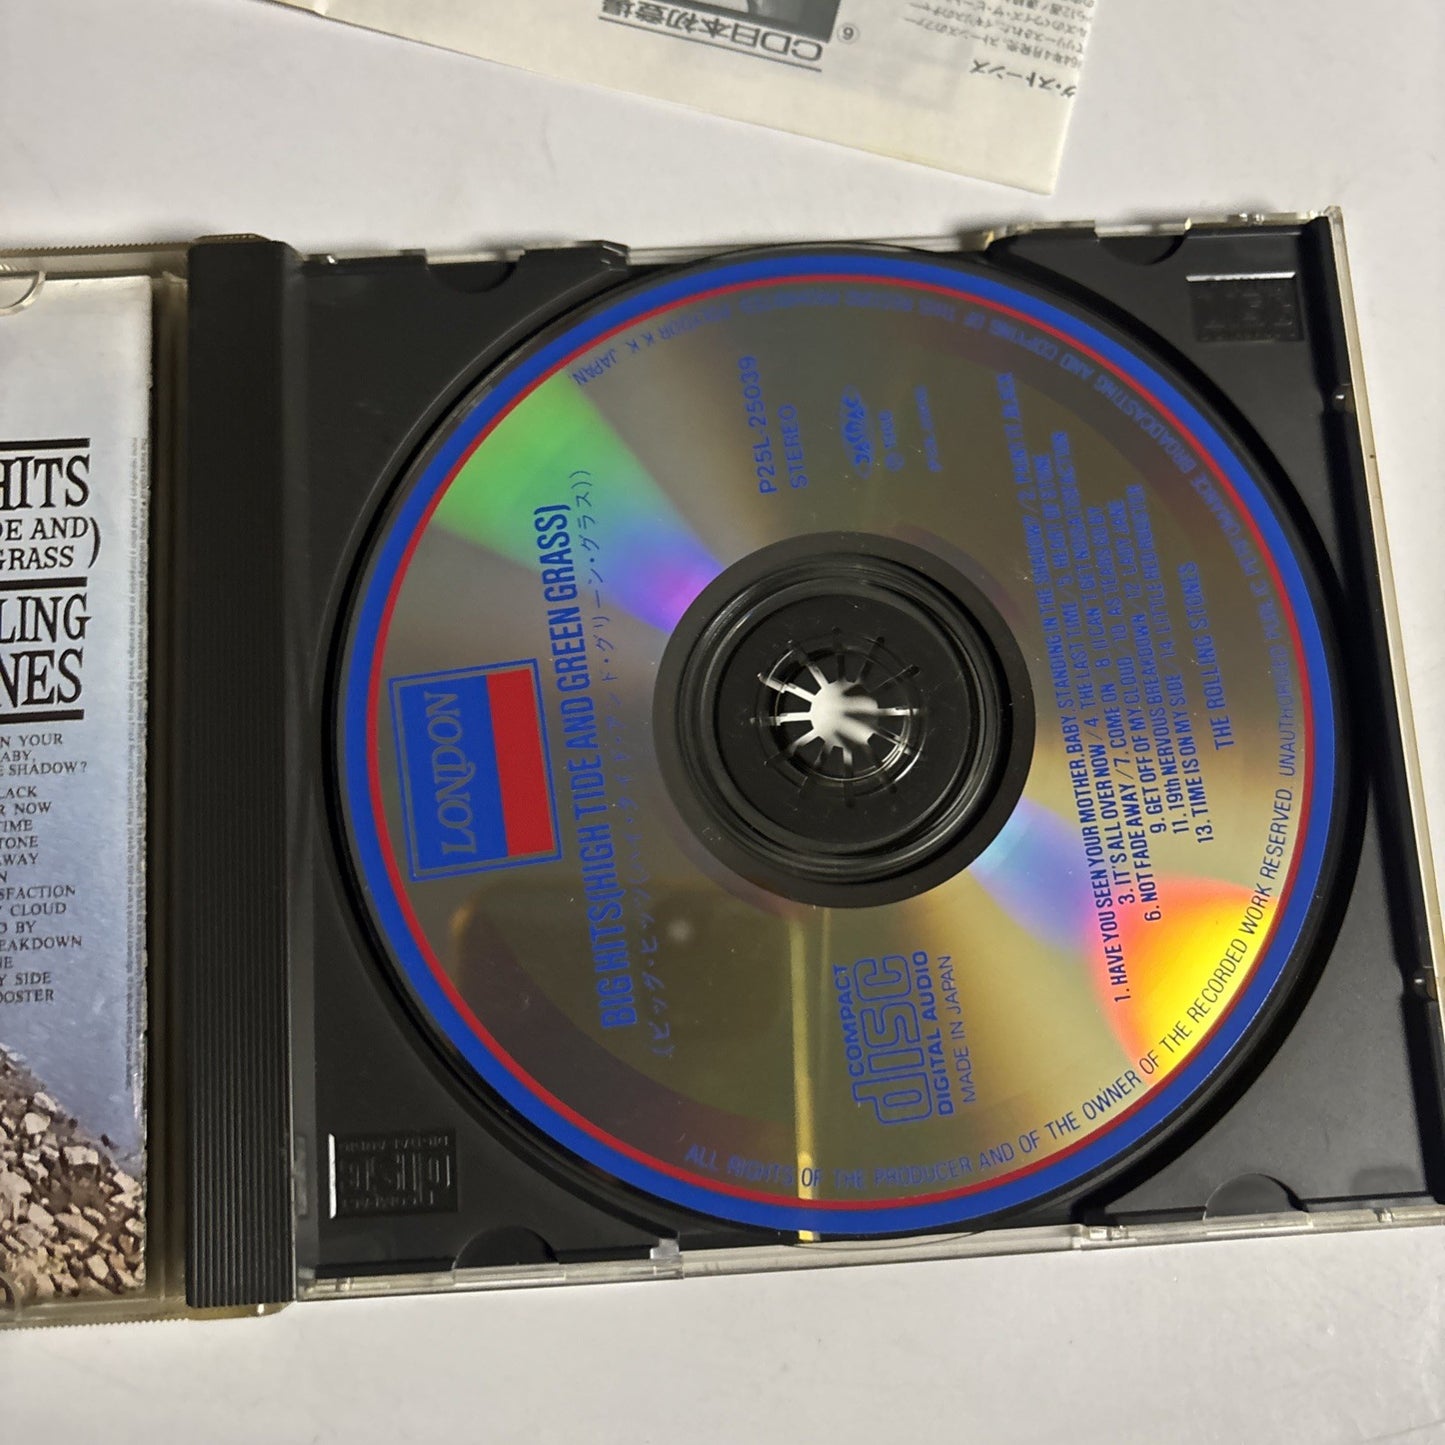 CD日本初登場
⑥
グ・ストーンズ
HITS
DE AND)
GRASS)
LING
NES
N YOUR
ABY,
E SHADOW?
LACK
R NOW
TIME
TONE
AWAY
N
SFACTION
Y CLOUD
O BY
EAKDOWN
NE
Y SIDE
OOSTER
LONDON
BIG HITS(HIGH TIDE AND GREEN GRASS)
(ビッグ・ヒッツ(ハイ・タイド・アンド・グリーン・グラス))
P25L-25039
STEREO
JASRAC
COMPACT
disc
DIGITAL AUDIO
MADE IN JAPAN
1. HAVE YOU SEEN YOUR MOTHER, BABY, STANDING IN THE SHADOW? / 2. PAINT IT, BLACK
3. IT'S ALL OVER NOW / 4. THE LAST TIME / 5. HEART OF STONE
6. NOT FADE AWAY / 7. COME ON 8. (I CAN'T GET NO) SATISFACTION
9. GET OFF OF MY CLOUD / 10. AS TEARS GO BY
11. 19th NERVOUS BREAKDOWN / 12. LADY JANE
13. TIME IS ON MY SIDE / 14. LITTLE RED ROOSTER
THE ROLLING STONES
ALL RIGHTS OF THE PRODUCER AND OF THE OWNER OF THE RECORDED WORK RESERVED. UNAUTHORIZED PUBLIC PERFORMANCE BROADCASTING AND COPYING OF THIS RECORD PROHIBITED. POLYDOR K.K. JAPAN